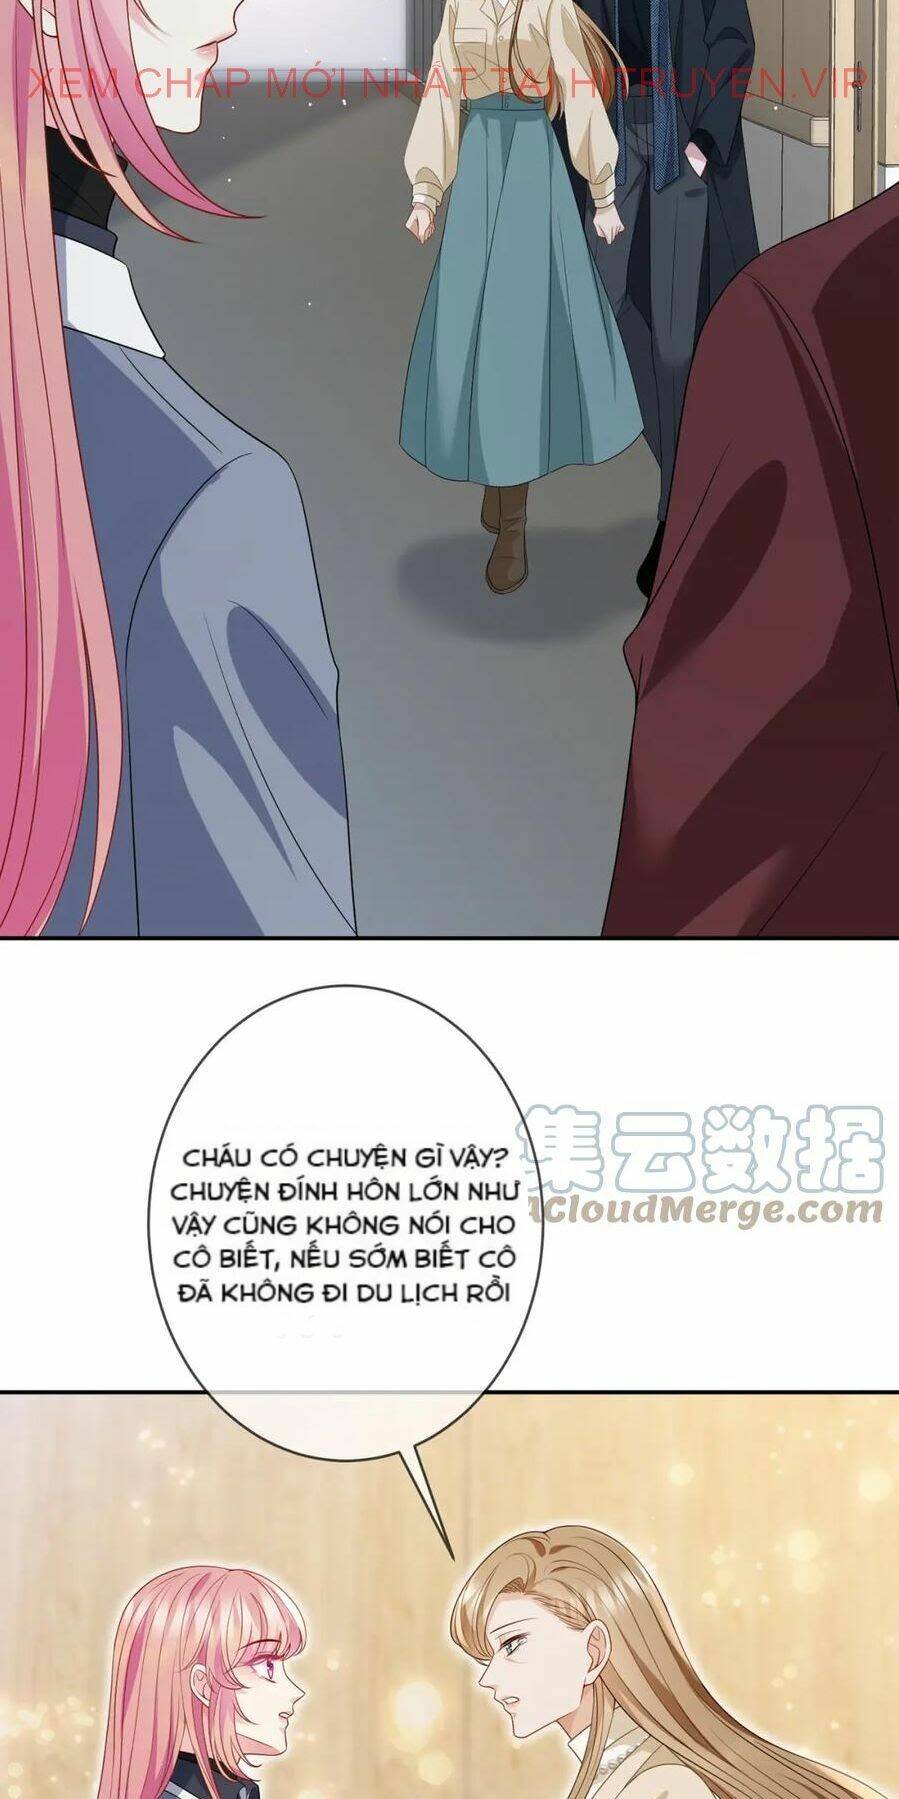 XEM CHAP MỚI NHẤT TẠI HITRUYEN.VIP
集云数据
CHÁU CÓ CHUYỆN GÌ VẬY?
CHUYỆN ĐÍNH HÔN LỚN NHƯ
ACloudMerge.com
VẬY CŨNG KHÔNG NÓI CHO
CÔ BIẾT, NẾU SỚM BIẾT CÔ
ĐÃ KHÔNG ĐI DU LỊCH RỒI